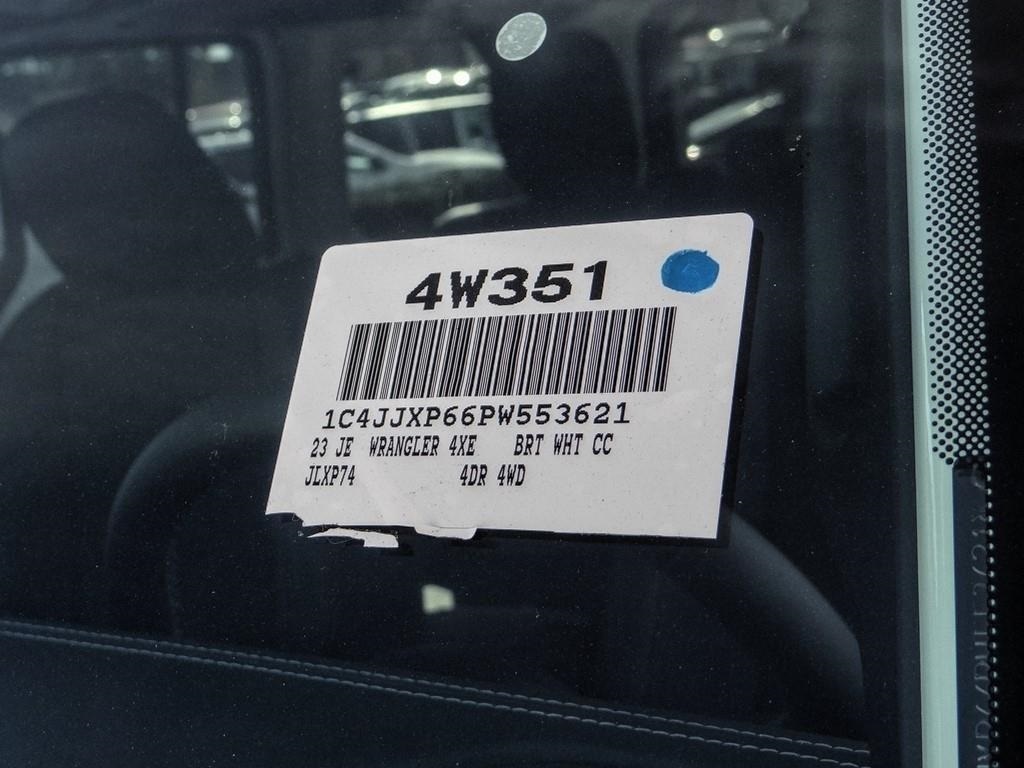 4W351
1C4JJXP66PW553621
23 JE WRANGLER 4XE BRT WHT CC
JLXP74 4DR 4WD